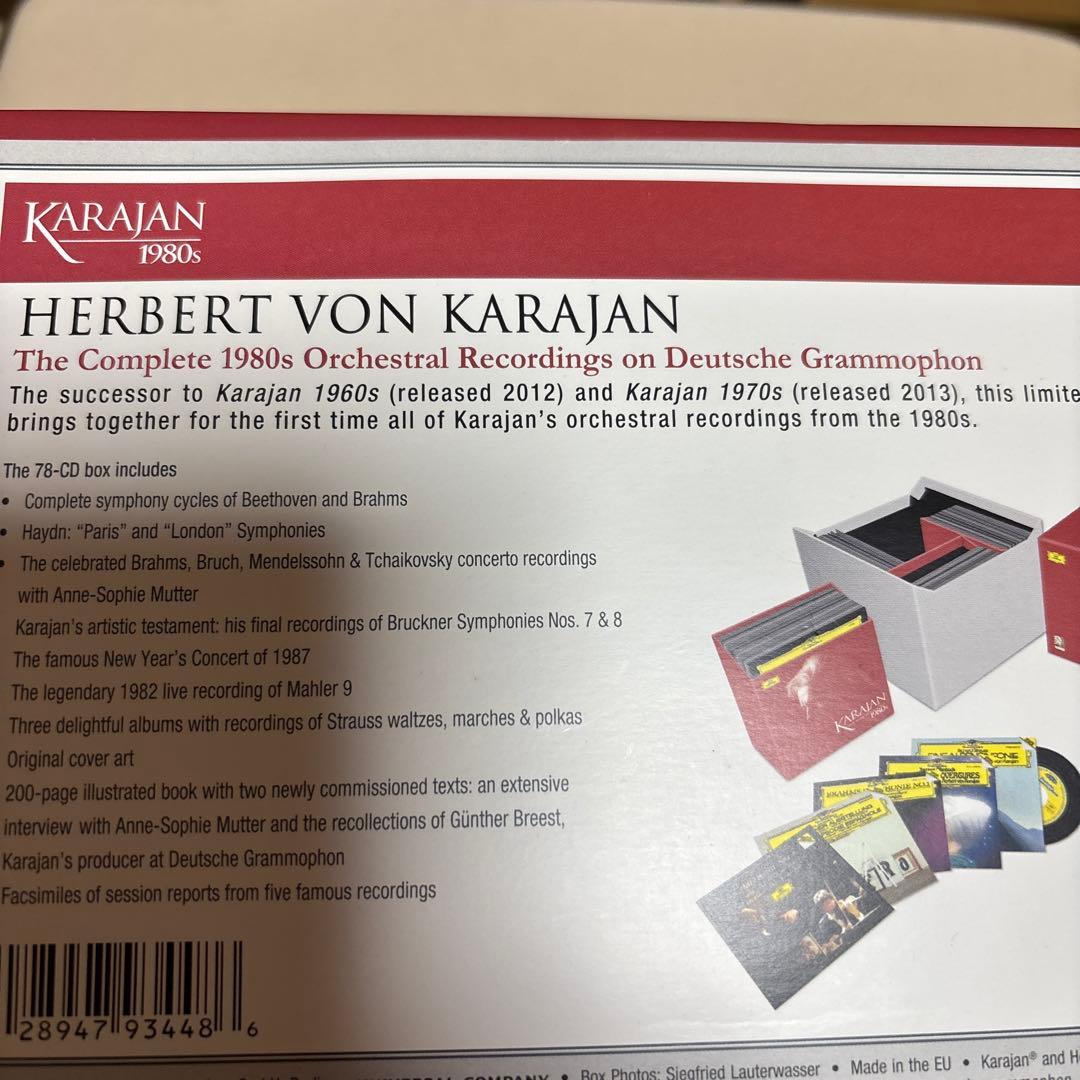 KARAJAN
1980s
HERBERT VON KARAJAN
The Complete 1980s Orchestral Recordings on Deutsche Grammophon
The successor to Karajan 1960s (released 2012) and Karajan 1970s (released 2013), this limite
brings together for the first time all of Karajan's orchestral recordings from the 1980s.
The 78-CD box includes
• Complete symphony cycles of Beethoven and Brahms
• Haydn: “Paris” and “London” Symphonies
• The celebrated Brahms, Bruch, Mendelssohn & Tchaikovsky concerto recordings
with Anne-Sophie Mutter
Karajan's artistic testament: his final recordings of Bruckner Symphonies Nos. 7 & 8
The famous New Year's Concert of 1987
The legendary 1982 live recording of Mahler 9
Three delightful albums with recordings of Strauss waltzes, marches & polkas
Original cover art
200-page illustrated book with two newly commissioned texts: an extensive
interview with Anne-Sophie Mutter and the recollections of Günther Breest,
Karajan's producer at Deutsche Grammophon
Facsimiles of session reports from five famous recordings
KARAJAN
1980s
OVERTURES
28947 93448 6
COMPANY • Box Photos: Siegfried Lauterwasser • Made in the EU • Karajan® and He